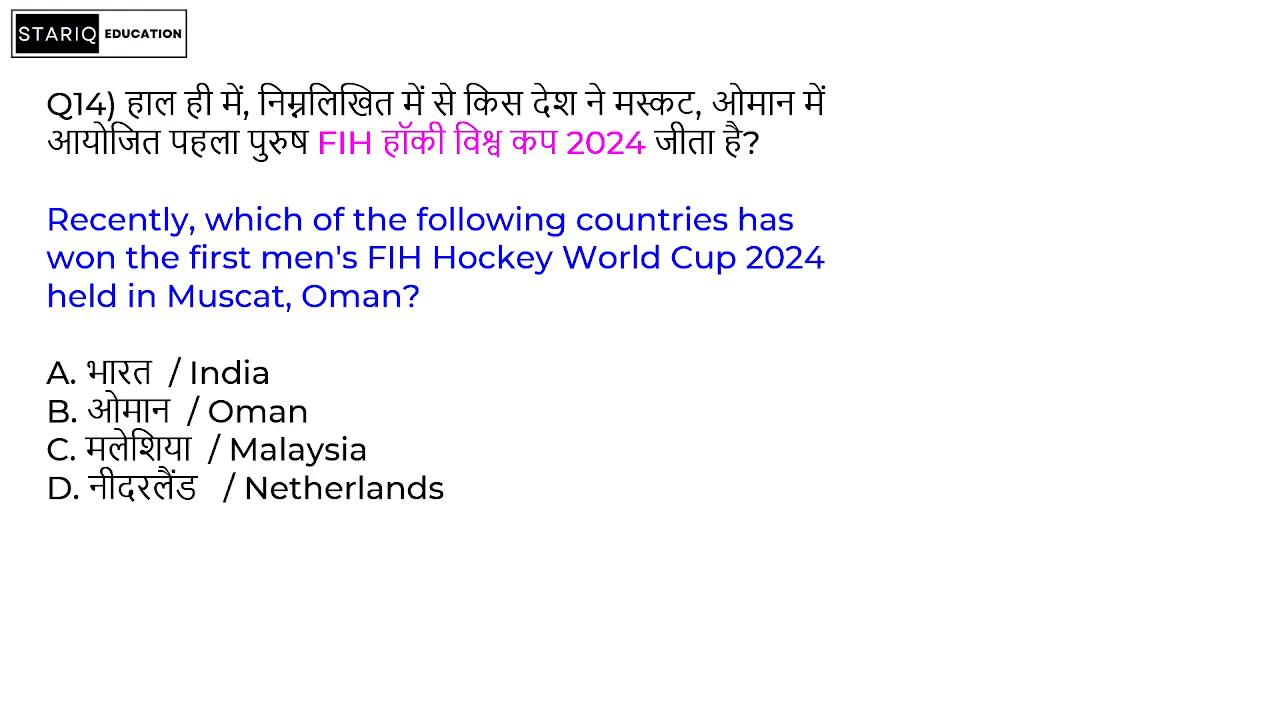 STARIQ EDUCATION
Q14) हाल ही में, निम्नलिखित में से किस देश ने मस्कट, ओमान में
आयोजित पहला पुरुष FIH हॉकी विश्व कप 2024 जीता है?
Recently, which of the following countries has
won the first men's FIH Hockey World Cup 2024
held in Muscat, Oman?
A. भारत / India
B. ओमान / Oman
C. मलेशिया / Malaysia
D. नीदरलैंड / Netherlands